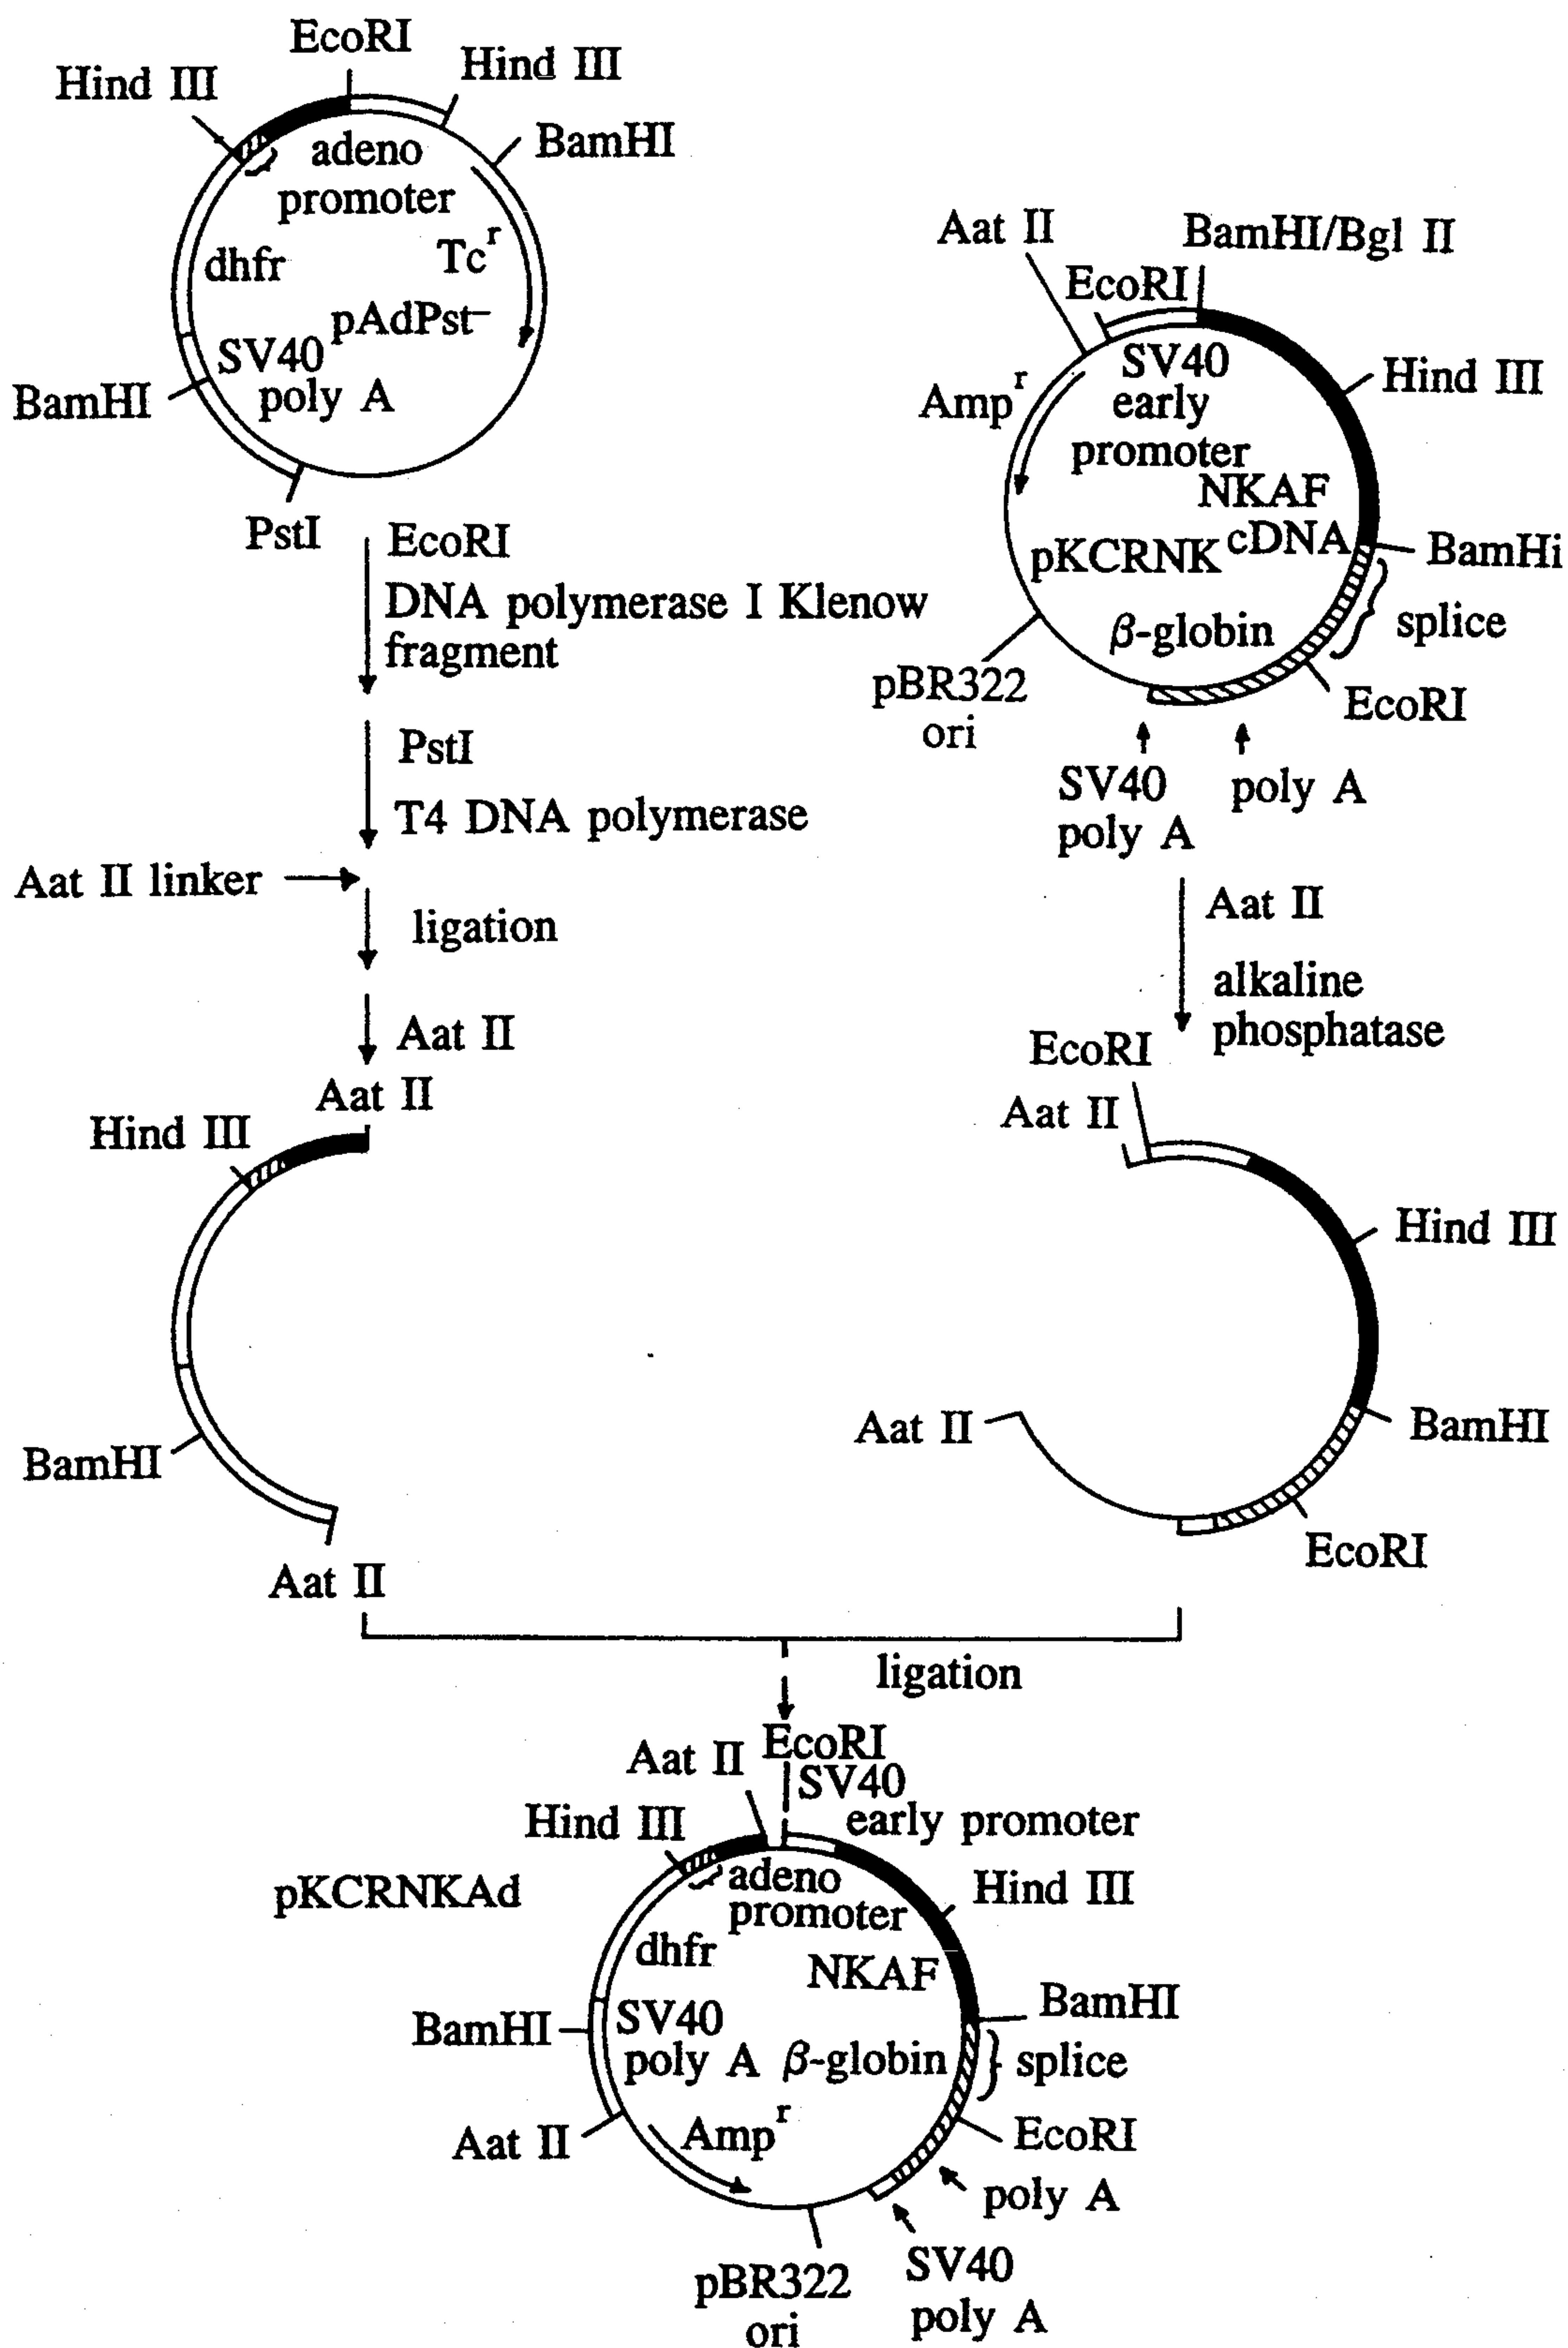 EcoRI
Hind III
Hind III
BamHI
adeno
promoter
Tcʳ
dhfr
pAdPst⁻
SV40
poly A
BamHI
PstI
EcoRI
DNA polymerase I Klenow
fragment
PstI
T4 DNA polymerase
Aat II linker
ligation
Aat II
Aat II
Hind III
BamHI
Aat II
Aat II
BamHI/Bgl II
EcoRI
SV40
early
promoter
Hind III
Ampʳ
NKAF
cDNA
pKCRNK
BamHi
β-globin
splice
pBR322
ori
EcoRI
SV40
poly A
poly A
Aat II
alkaline
phosphatase
EcoRI
Aat II
Hind III
Aat II
BamHI
EcoRI
ligation
Aat II
EcoRI
SV40
early promoter
Hind III
pKCRNKAd
adeno
promoter
Hind III
dhfr
NKAF
BamHI
SV40
poly A
β-globin
BamHI
splice
Aat II
Ampʳ
EcoRI
poly A
pBR322
ori
SV40
poly A